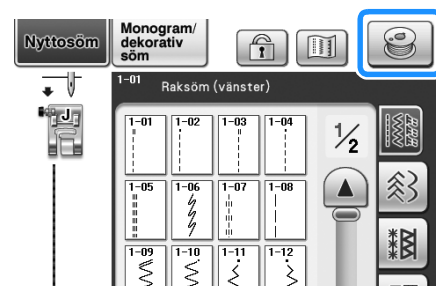 Nyttosöm
Monogram/
dekorativ
söm
1-01
Raksöm (vänster)
J
1-01 1-02 1-03 1-04
1/2
1-05 1-06 1-07 1-08
1-09 1-10 1-11 1-12